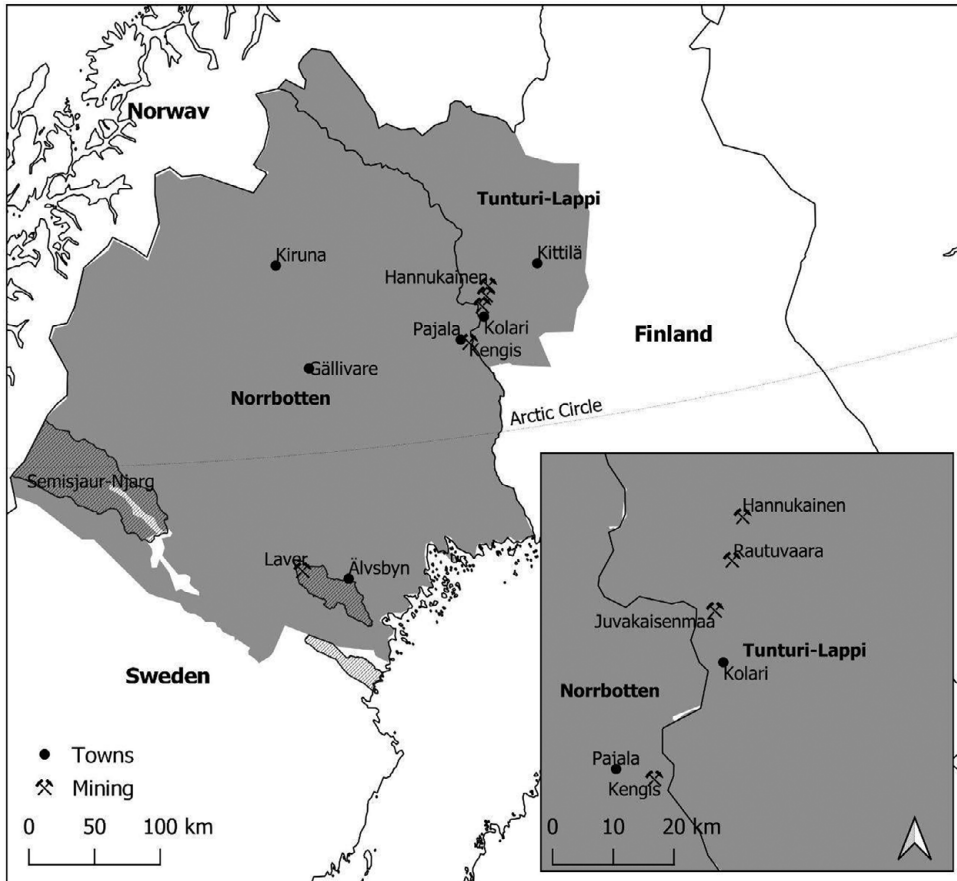 Norwav
Tunturi-Lappi
Kiruna
Kittilä
Hannukainen
Kolari
Pajala
Kengis
Finland
Gällivare
Norrbotten
Arctic Circle
Semisjaur-Njarg
Laver
Älvsbyn
Sweden
Towns
Mining
0 50 100 km
Hannukainen
Rautuvaara
Juvakaisenmaa
Tunturi-Lappi
Kolari
Norrbotten
Pajala
Kengis
0 10 20 km